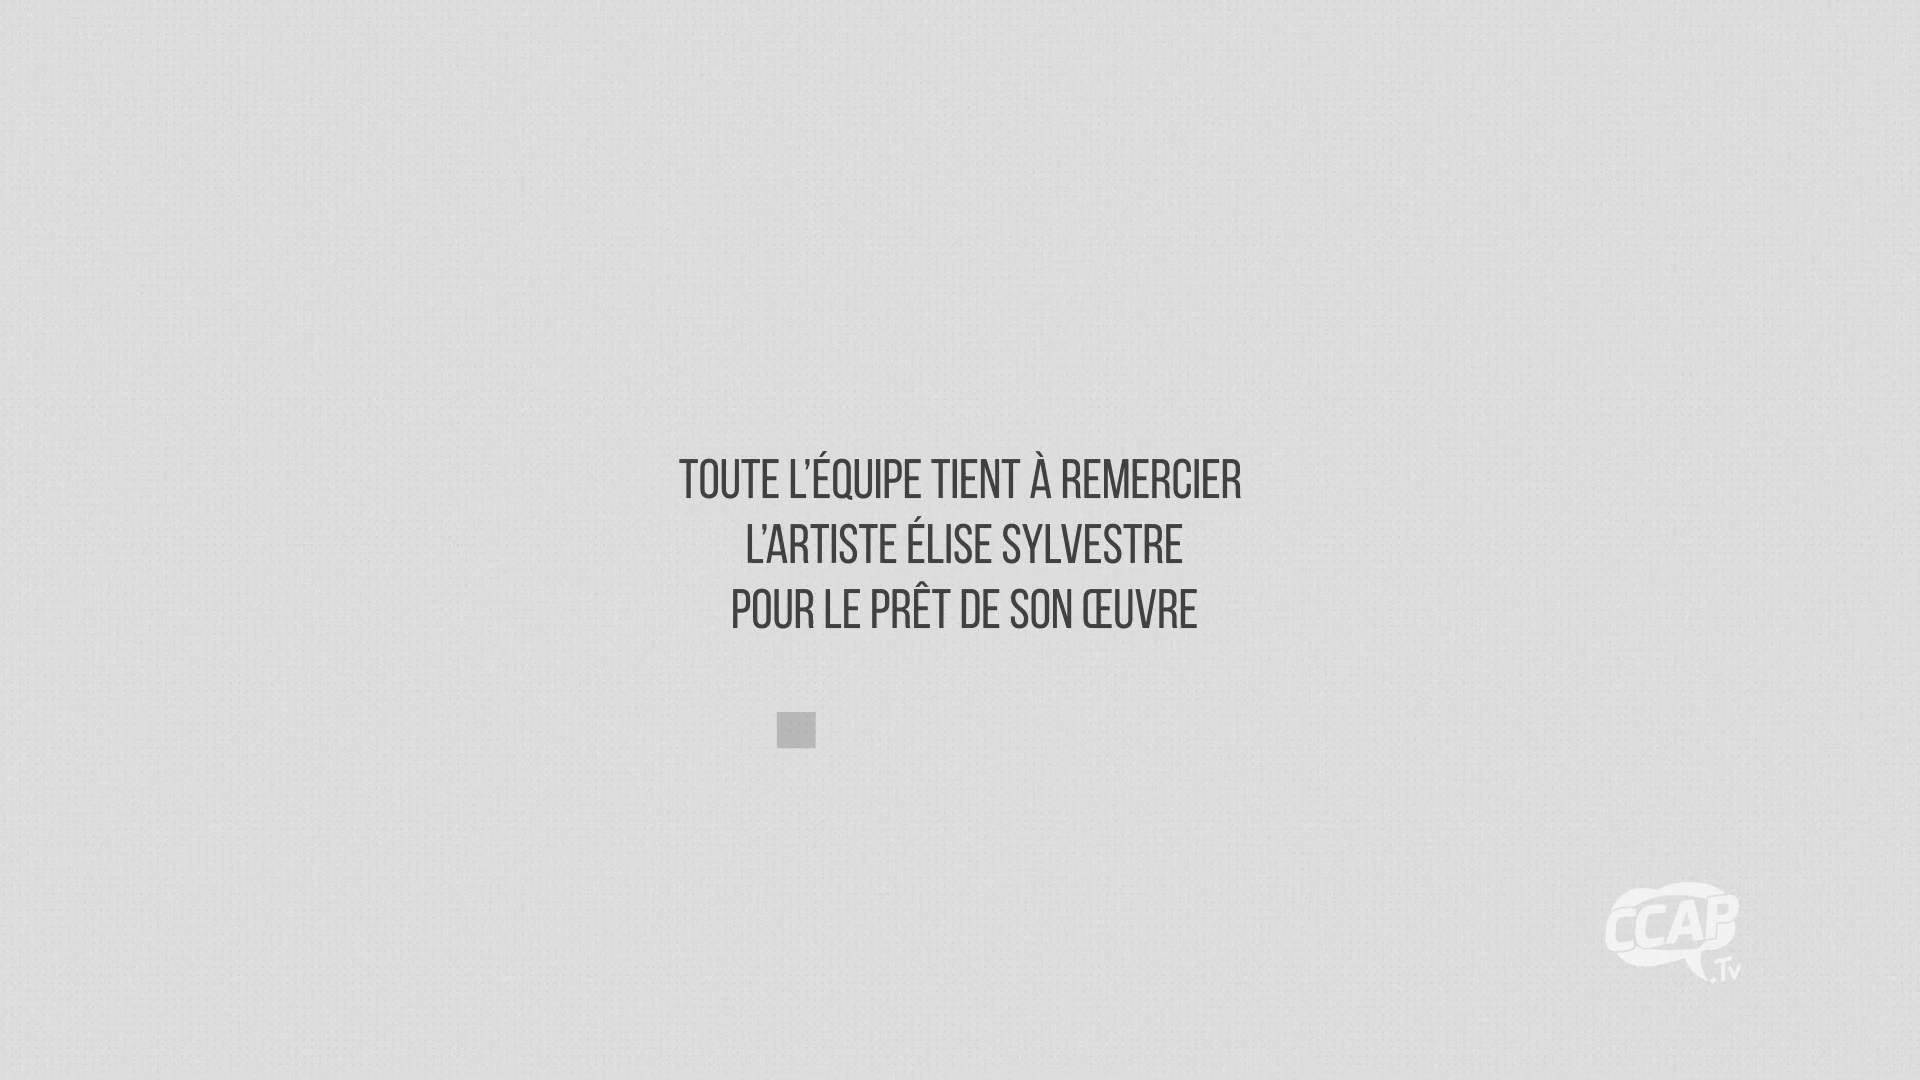 TOUTE L’ÉQUIPE TIENT À REMERCIER
L’ARTISTE ÉLISE SYLVESTRE
POUR LE PRÊT DE SON ŒUVRE
CCAP
.Tv